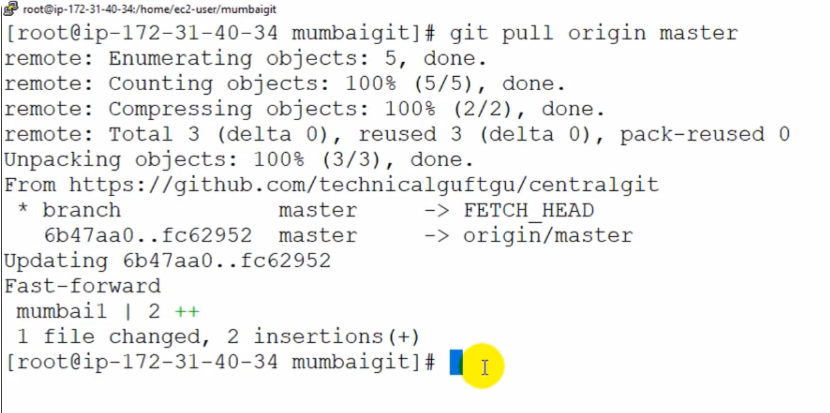 root@ip-172-31-40-34:/home/ec2-user/mumbaigit
[root@ip-172-31-40-34 mumbaigit]# git pull origin master
remote: Enumerating objects: 5, done.
remote: Counting objects: 100% (5/5), done.
remote: Compressing objects: 100% (2/2), done.
remote: Total 3 (delta 0), reused 3 (delta 0), pack-reused 0
Unpacking objects: 100% (3/3), done.
From https://github.com/technicalguftgu/centralgit
 * branch            master     -> FETCH_HEAD
   6b47aa0..fc62952  master     -> origin/master
Updating 6b47aa0..fc62952
Fast-forward
 mumbai1 | 2 ++
 1 file changed, 2 insertions(+)
[root@ip-172-31-40-34 mumbaigit]#